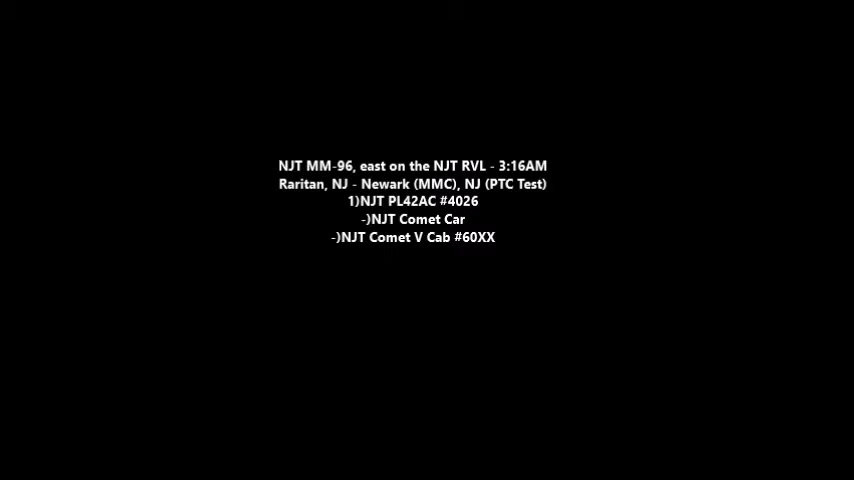 NJT MM-96, east on the NJT RVL - 3:16AM
Raritan, NJ - Newark (MMC), NJ (PTC Test)
1)NJT PL42AC #4026
-)NJT Comet Car
-)NJT Comet V Cab #60XX